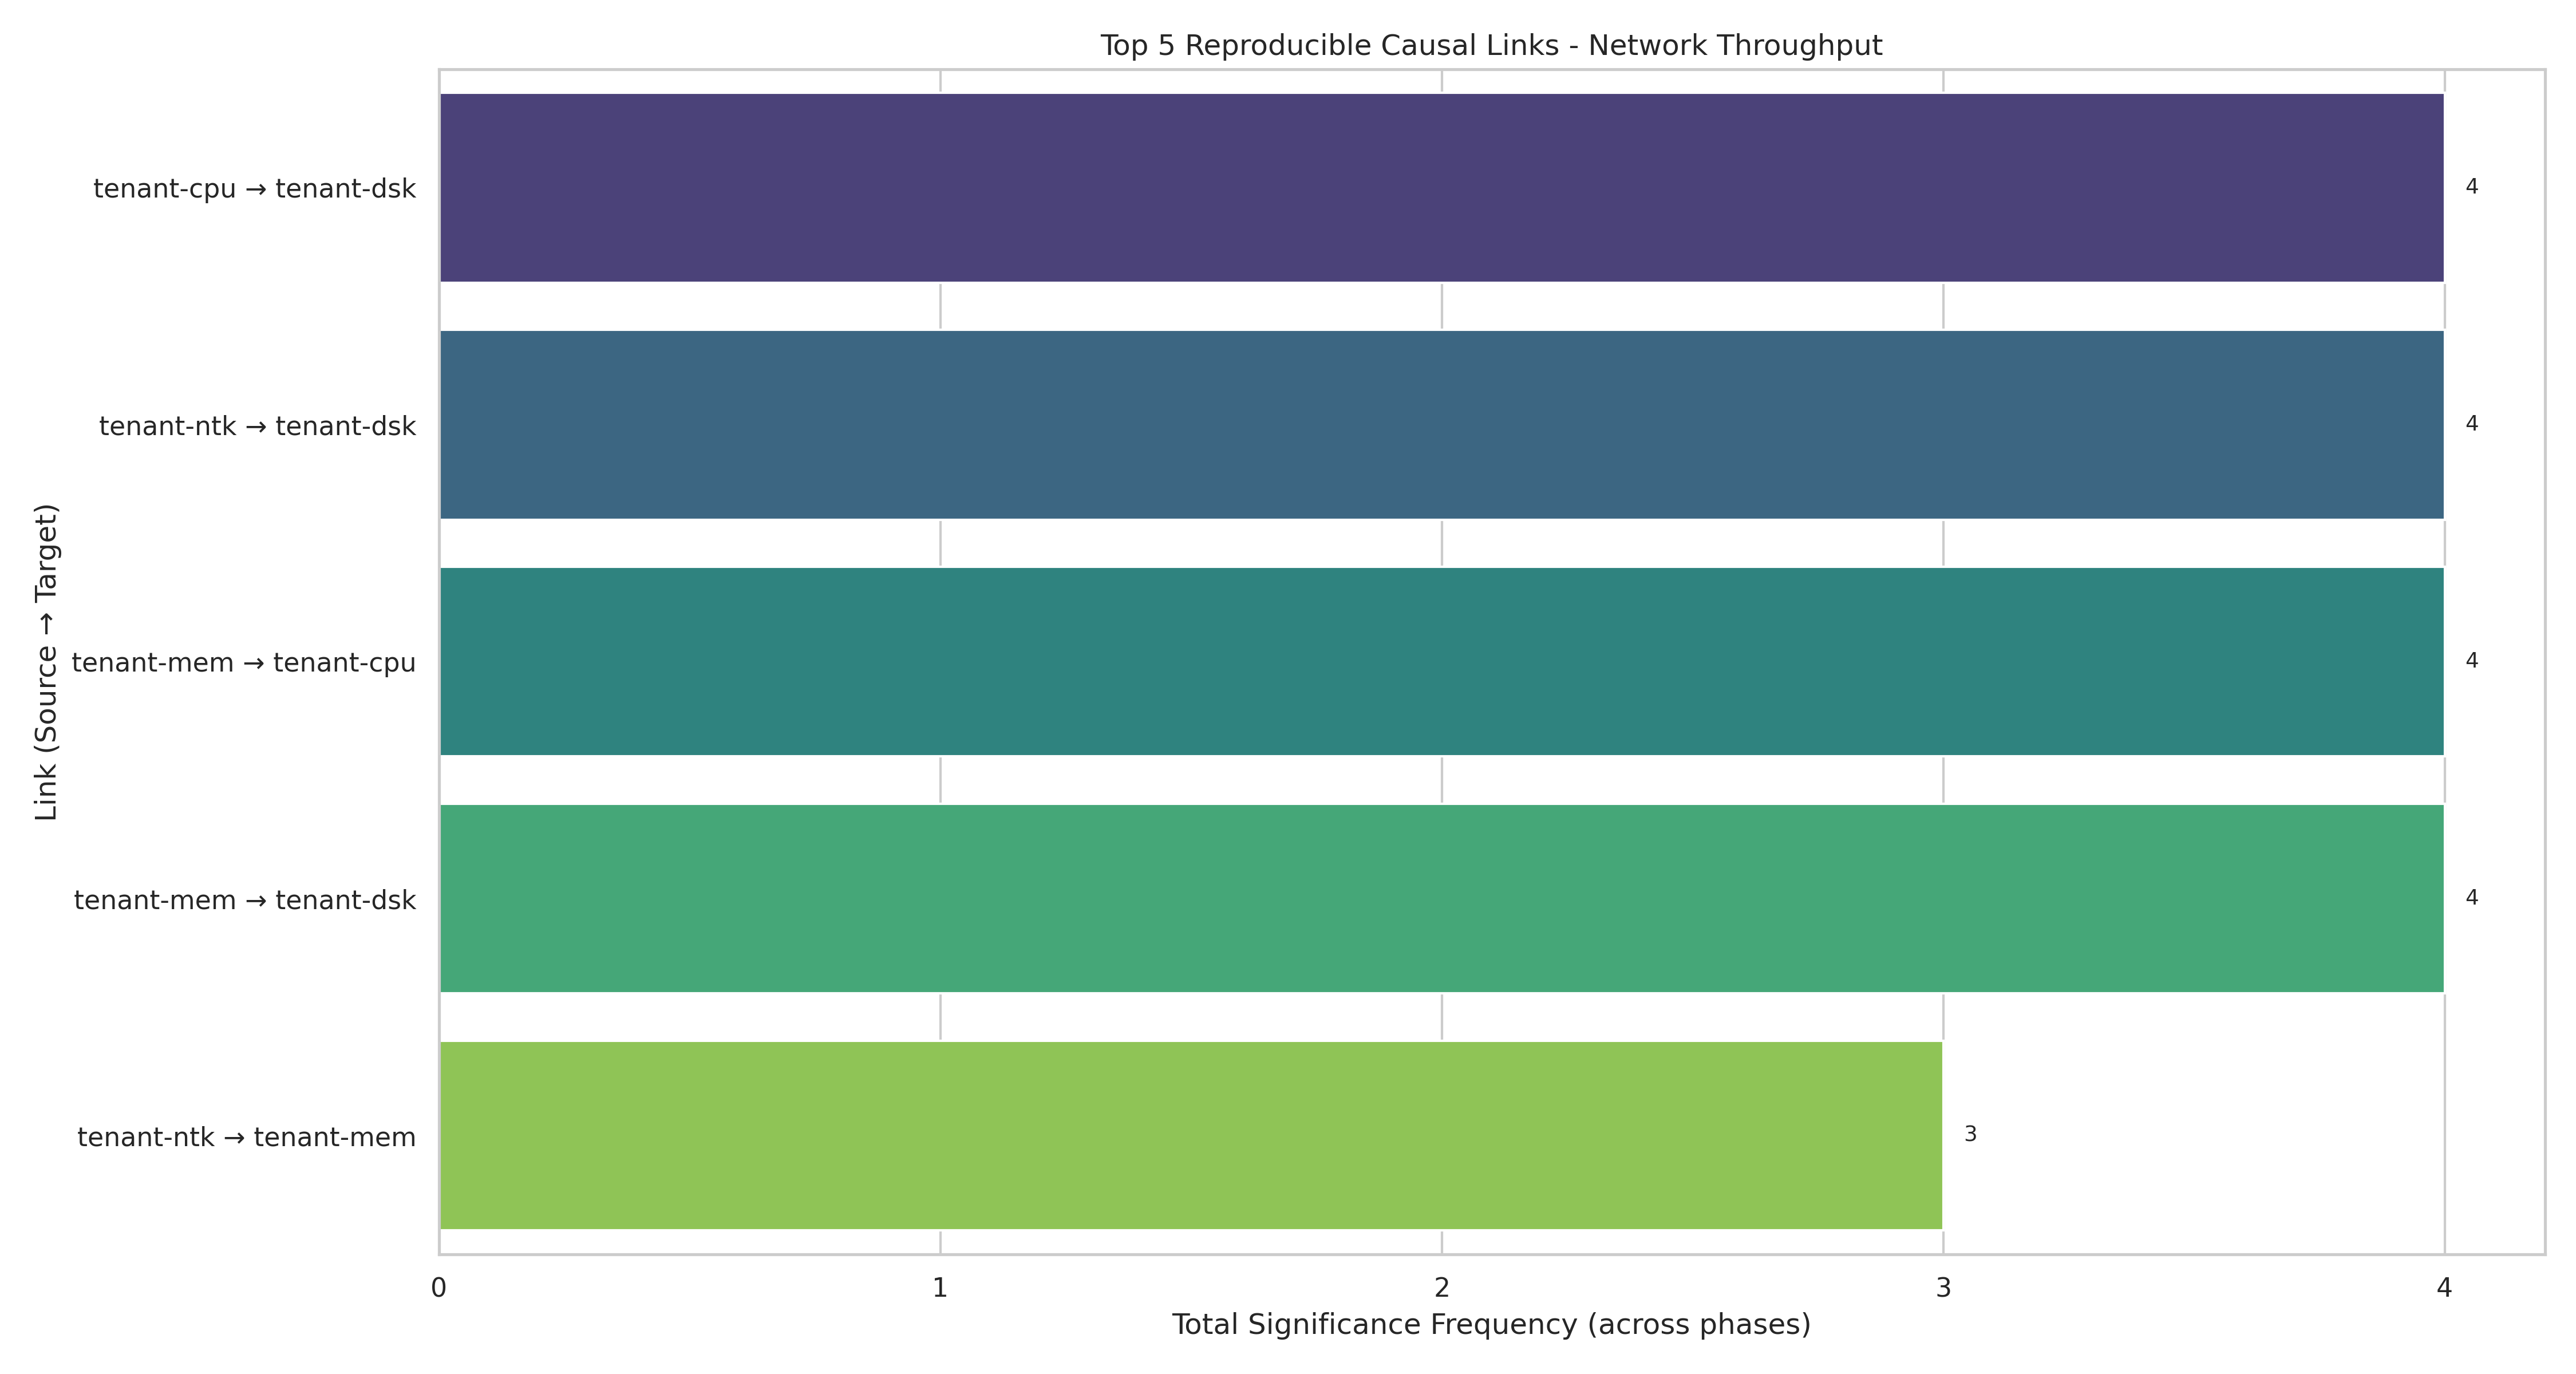 Top 5 Reproducible Causal Links - Network Throughput
Link (Source → Target)
tenant-cpu → tenant-dsk
4
tenant-ntk → tenant-dsk
4
tenant-mem → tenant-cpu
4
tenant-mem → tenant-dsk
4
tenant-ntk → tenant-mem
3
0 1 2 3 4
Total Significance Frequency (across phases)